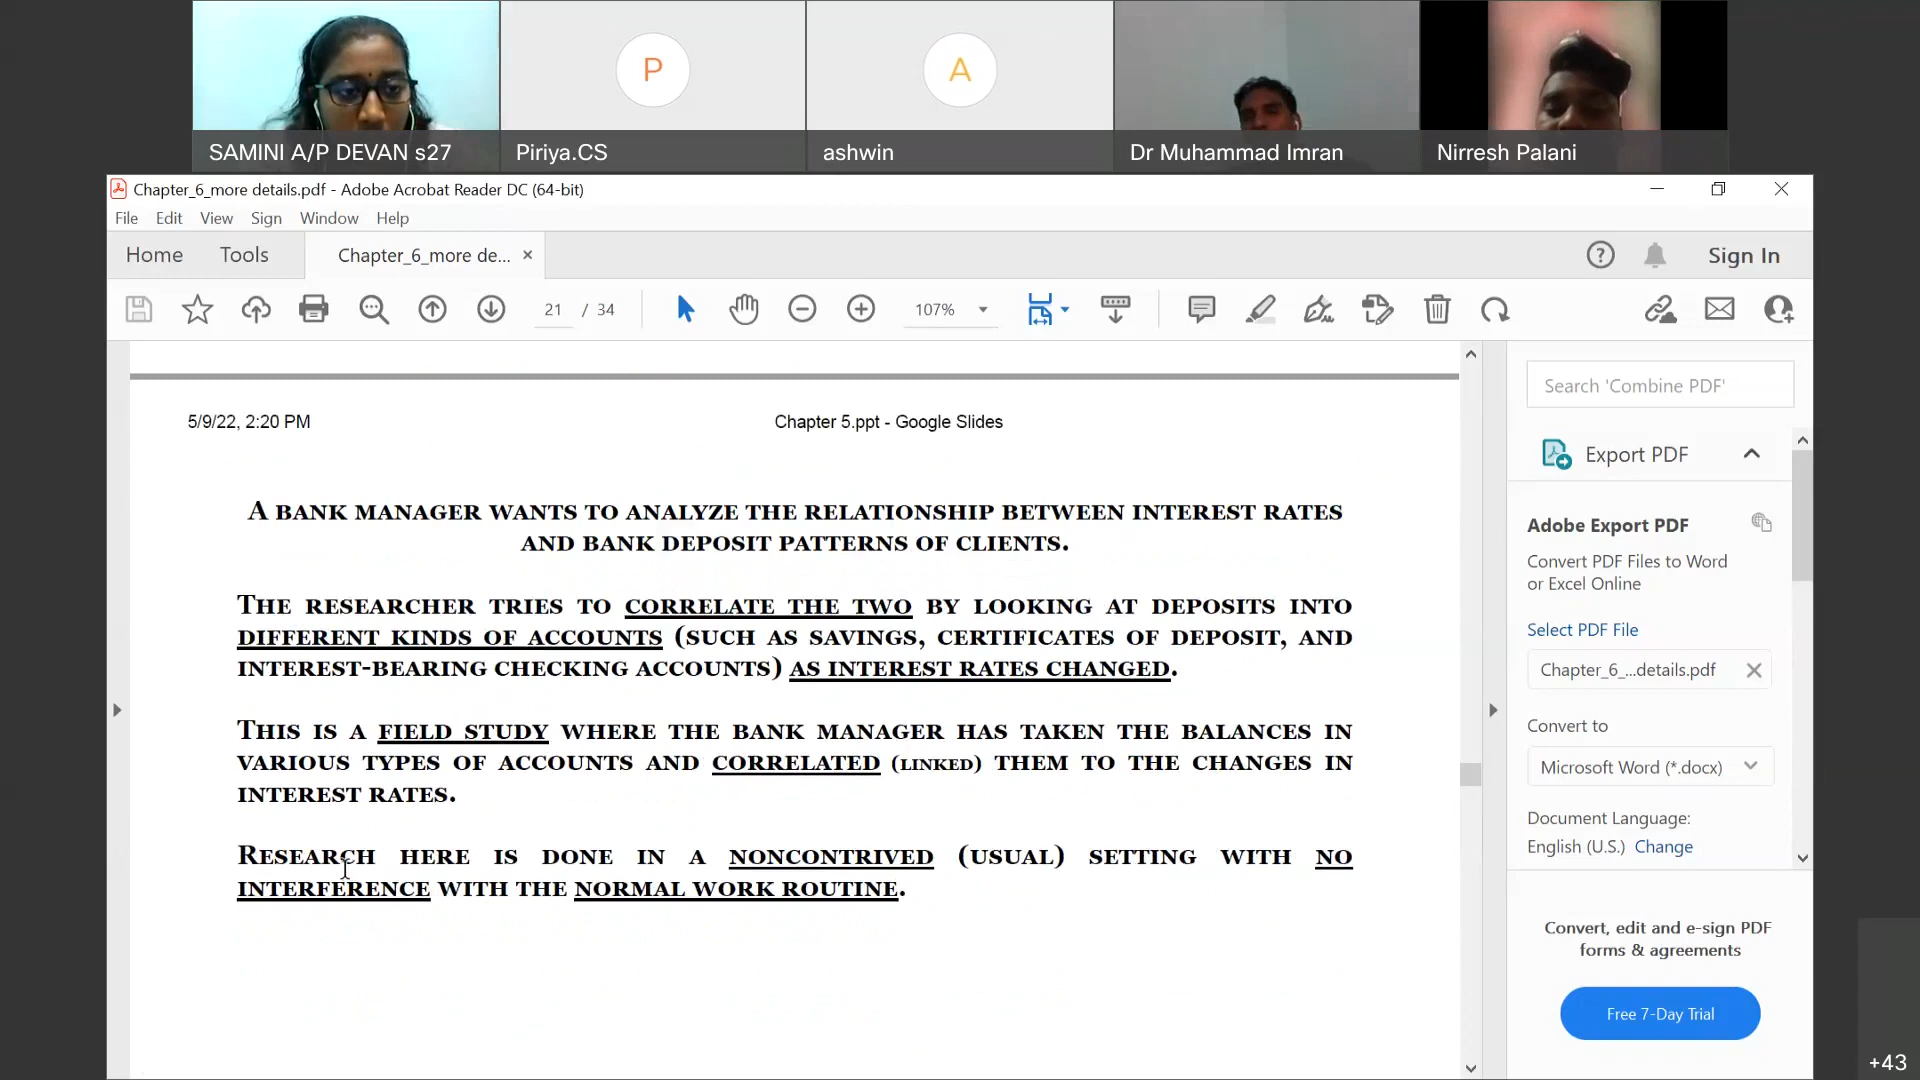 P
A
SAMINI A/P DEVAN s27
Piriya.CS
ashwin
Dr Muhammad Imran
Nirresh Palani
Chapter_6_more details.pdf - Adobe Acrobat Reader DC (64-bit)
File Edit View Sign Window Help
Home Tools Chapter_6_more de... × ? Sign In
21 / 34 107%
5/9/22, 2:20 PM Chapter 5.ppt - Google Slides
A BANK MANAGER WANTS TO ANALYZE THE RELATIONSHIP BETWEEN INTEREST RATES
AND BANK DEPOSIT PATTERNS OF CLIENTS.
THE RESEARCHER TRIES TO CORRELATE THE TWO BY LOOKING AT DEPOSITS INTO
DIFFERENT KINDS OF ACCOUNTS (SUCH AS SAVINGS, CERTIFICATES OF DEPOSIT, AND
INTEREST-BEARING CHECKING ACCOUNTS) AS INTEREST RATES CHANGED.
THIS IS A FIELD STUDY WHERE THE BANK MANAGER HAS TAKEN THE BALANCES IN
VARIOUS TYPES OF ACCOUNTS AND CORRELATED (LINKED) THEM TO THE CHANGES IN
INTEREST RATES.
RESEARCH HERE IS DONE IN A NONCONTRIVED (USUAL) SETTING WITH NO
INTERFERENCE WITH THE NORMAL WORK ROUTINE.
Search 'Combine PDF'
Export PDF
Adobe Export PDF
Convert PDF Files to Word
or Excel Online
Select PDF File
Chapter_6_...details.pdf
Convert to
Microsoft Word (*.docx)
Document Language:
English (U.S.) Change
Convert, edit and e-sign PDF
forms & agreements
Free 7-Day Trial
+43